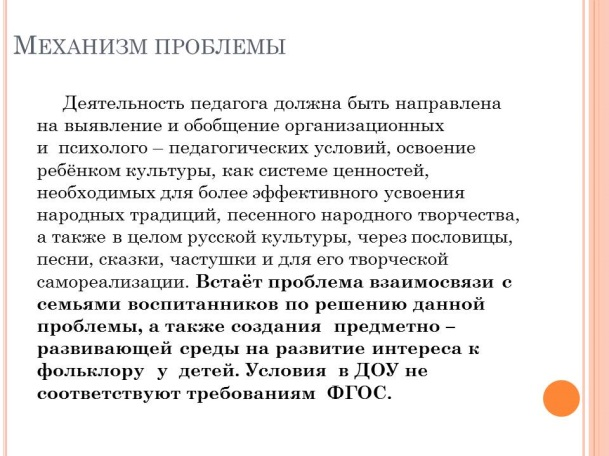 Механизм проблемы
Деятельность педагога должна быть направлена
на выявление и обобщение организационных
и психолого – педагогических условий, освоение
ребёнком культуры, как системе ценностей,
необходимых для более эффективного усвоения
народных традиций, песенного народного творчества,
а также в целом русской культуры, через пословицы,
песни, сказки, частушки и для его творческой
самореализации. Встаёт проблема взаимосвязи с
семьями воспитанников по решению данной
проблемы, а также создания предметно –
развивающей среды на развитие интереса к
фольклору у детей. Условия в ДОУ не
соответствуют требованиям ФГОС.